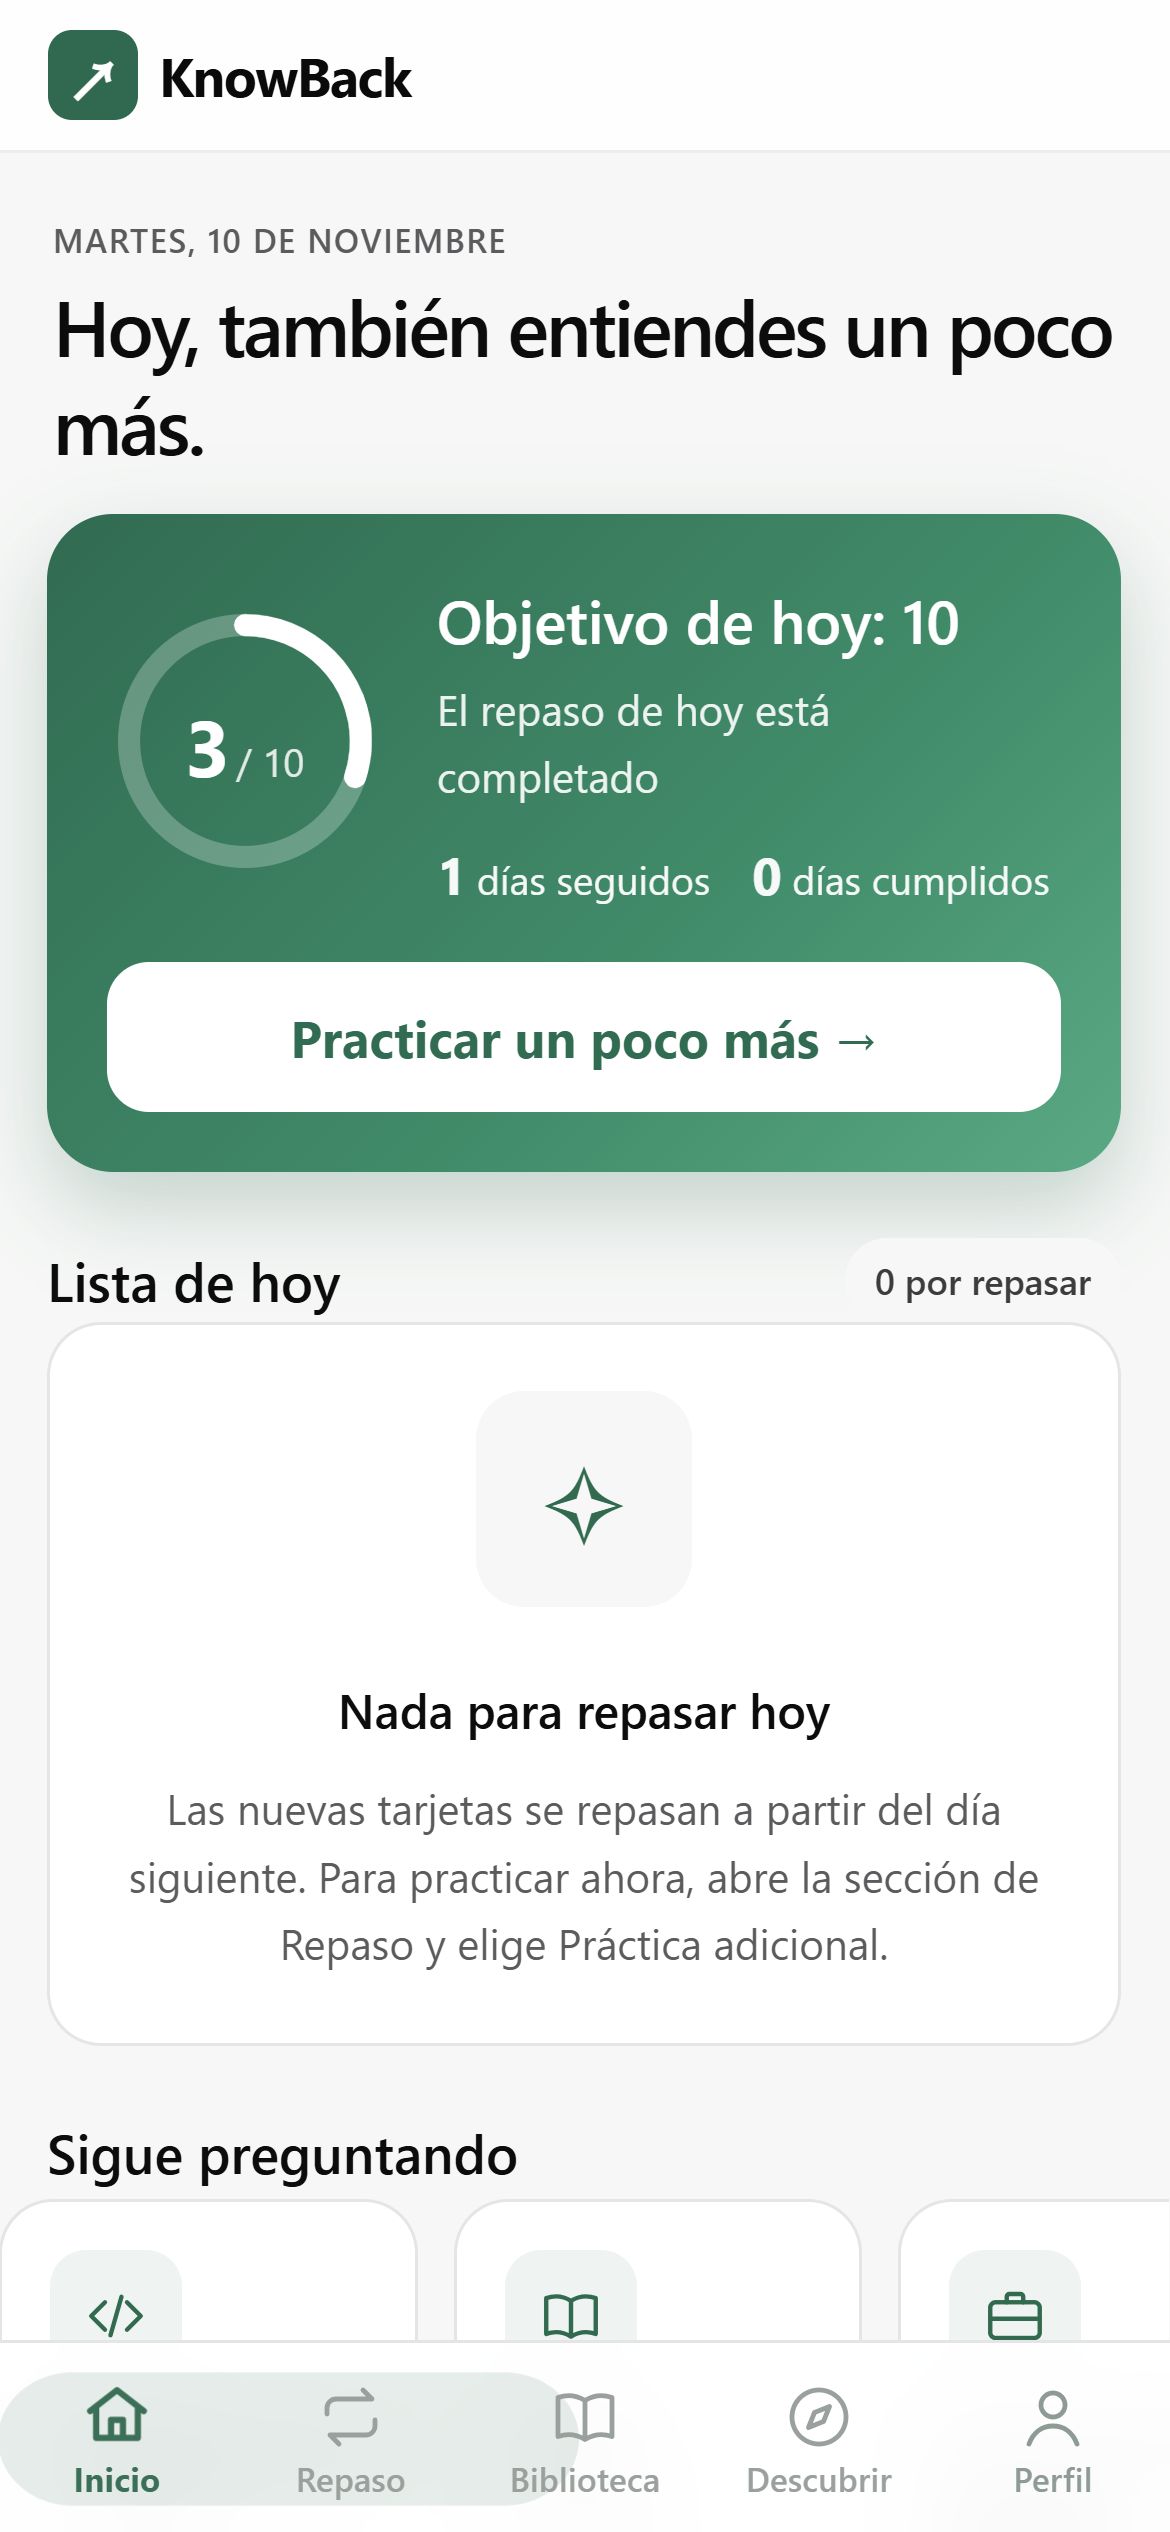 KnowBack
MARTES, 10 DE NOVIEMBRE
Hoy, también entiendes un poco
más.
3 / 10
Objetivo de hoy: 10
El repaso de hoy está
completado
1 días seguidos 0 días cumplidos
Practicar un poco más →
Lista de hoy
0 por repasar
Nada para repasar hoy
Las nuevas tarjetas se repasan a partir del día
siguiente. Para practicar ahora, abre la sección de
Repaso y elige Práctica adicional.
Sigue preguntando
Inicio
Repaso
Biblioteca
Descubrir
Perfil